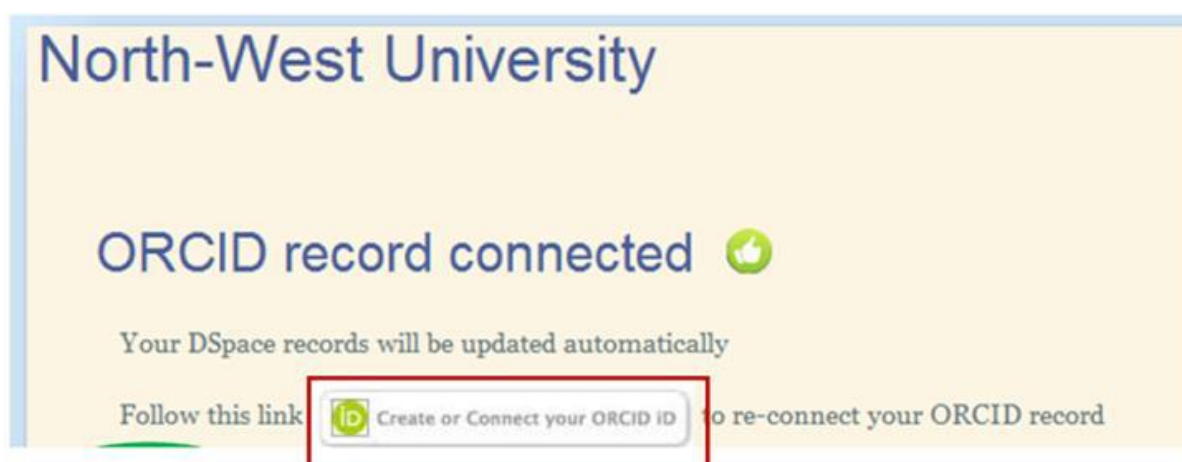 North-West University
ORCID record connected
Your DSpace records will be updated automatically
Follow this link iD Create or Connect your ORCID iD to re-connect your ORCID record